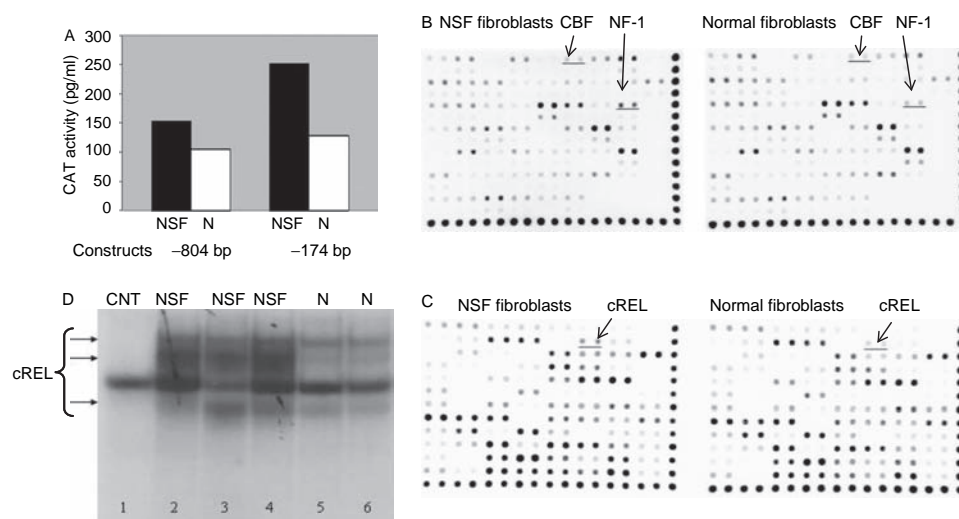 A
CAT activity (pg/ml)
300
250
200
150
100
50
0
NSF N NSF N
Constructs −804 bp −174 bp
B NSF fibroblasts CBF NF-1
Normal fibroblasts CBF NF-1
D CNT NSF NSF NSF N N
cREL
1 2 3 4 5 6
C
NSF fibroblasts cREL
Normal fibroblasts cREL